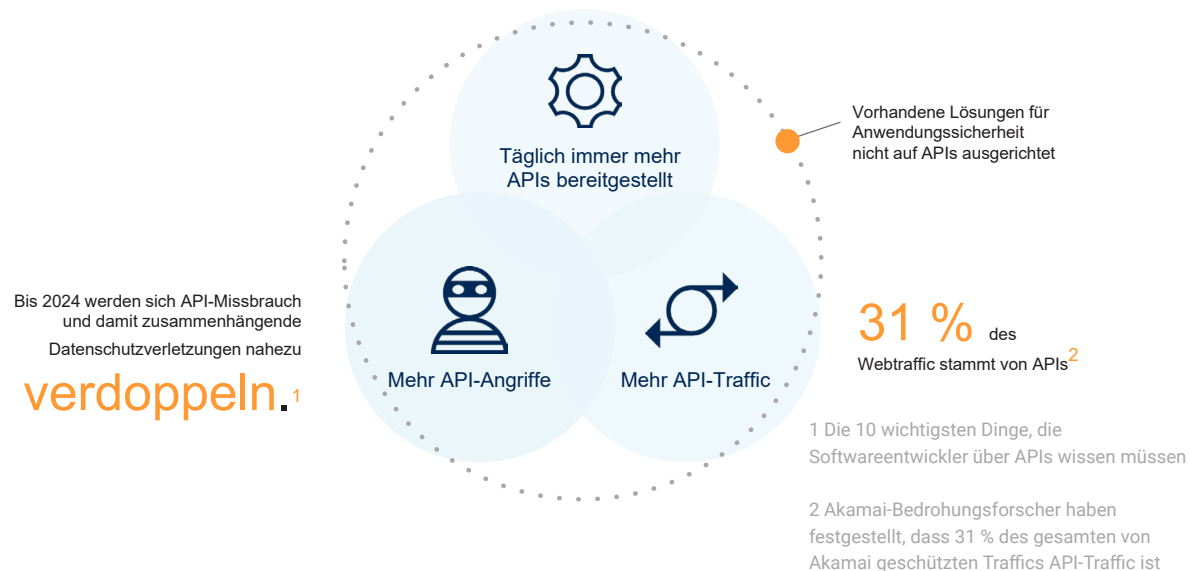 Täglich immer mehr
APIs bereitgestellt
Vorhandene Lösungen für
Anwendungssicherheit
nicht auf APIs ausgerichtet
Bis 2024 werden sich API-Missbrauch
und damit zusammenhängende
Datenschutzverletzungen nahezu
verdoppeln.1
Mehr API-Angriffe
Mehr API-Traffic
31 % des
Webtraffic stammt von APIs2
1 Die 10 wichtigsten Dinge, die
Softwareentwickler über APIs wissen müssen
2 Akamai-Bedrohungsforscher haben
festgestellt, dass 31 % des gesamten von
Akamai geschützten Traffics API-Traffic ist